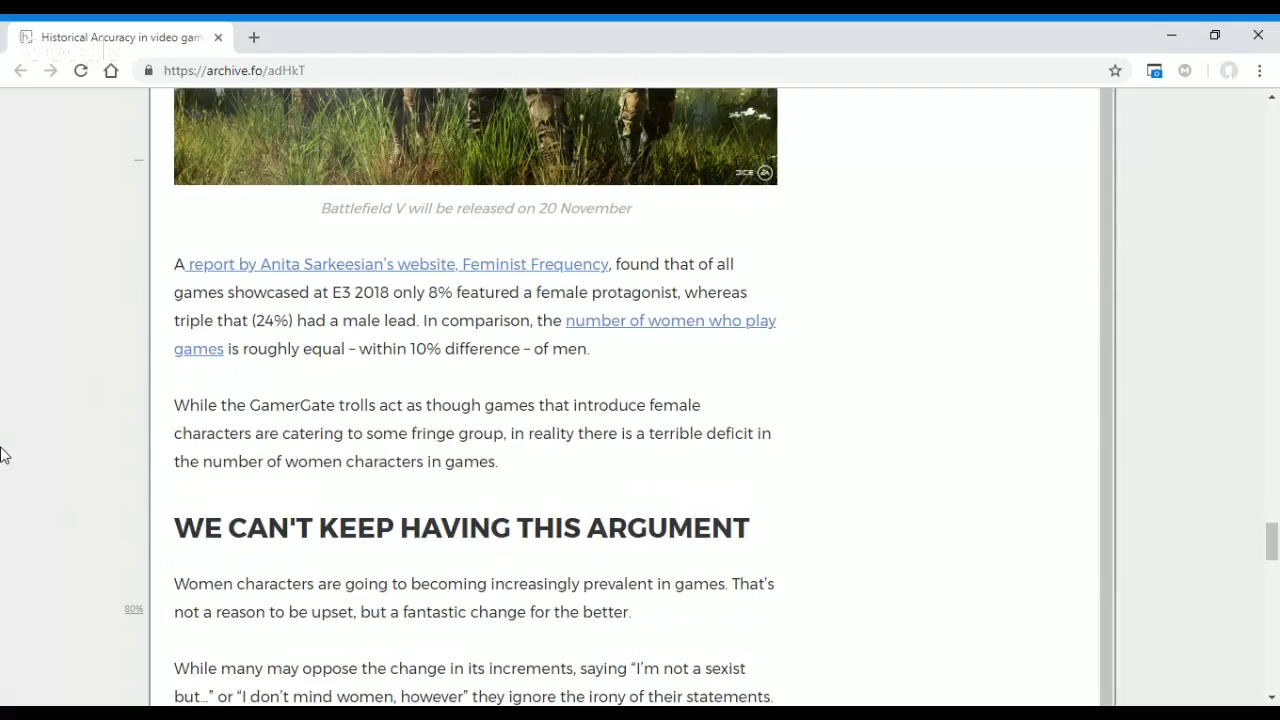 Historical Accuracy in video gam
https://archive.fo/adHkT
DICE EA
Battlefield V will be released on 20 November
A report by Anita Sarkeesian’s website, Feminist Frequency, found that of all
games showcased at E3 2018 only 8% featured a female protagonist, whereas
triple that (24%) had a male lead. In comparison, the number of women who play
games is roughly equal – within 10% difference – of men.
While the GamerGate trolls act as though games that introduce female
characters are catering to some fringe group, in reality there is a terrible deficit in
the number of women characters in games.
WE CAN'T KEEP HAVING THIS ARGUMENT
Women characters are going to becoming increasingly prevalent in games. That’s
80%
not a reason to be upset, but a fantastic change for the better.
While many may oppose the change in its increments, saying “I’m not a sexist
but…” or “I don’t mind women, however” they ignore the irony of their statements.